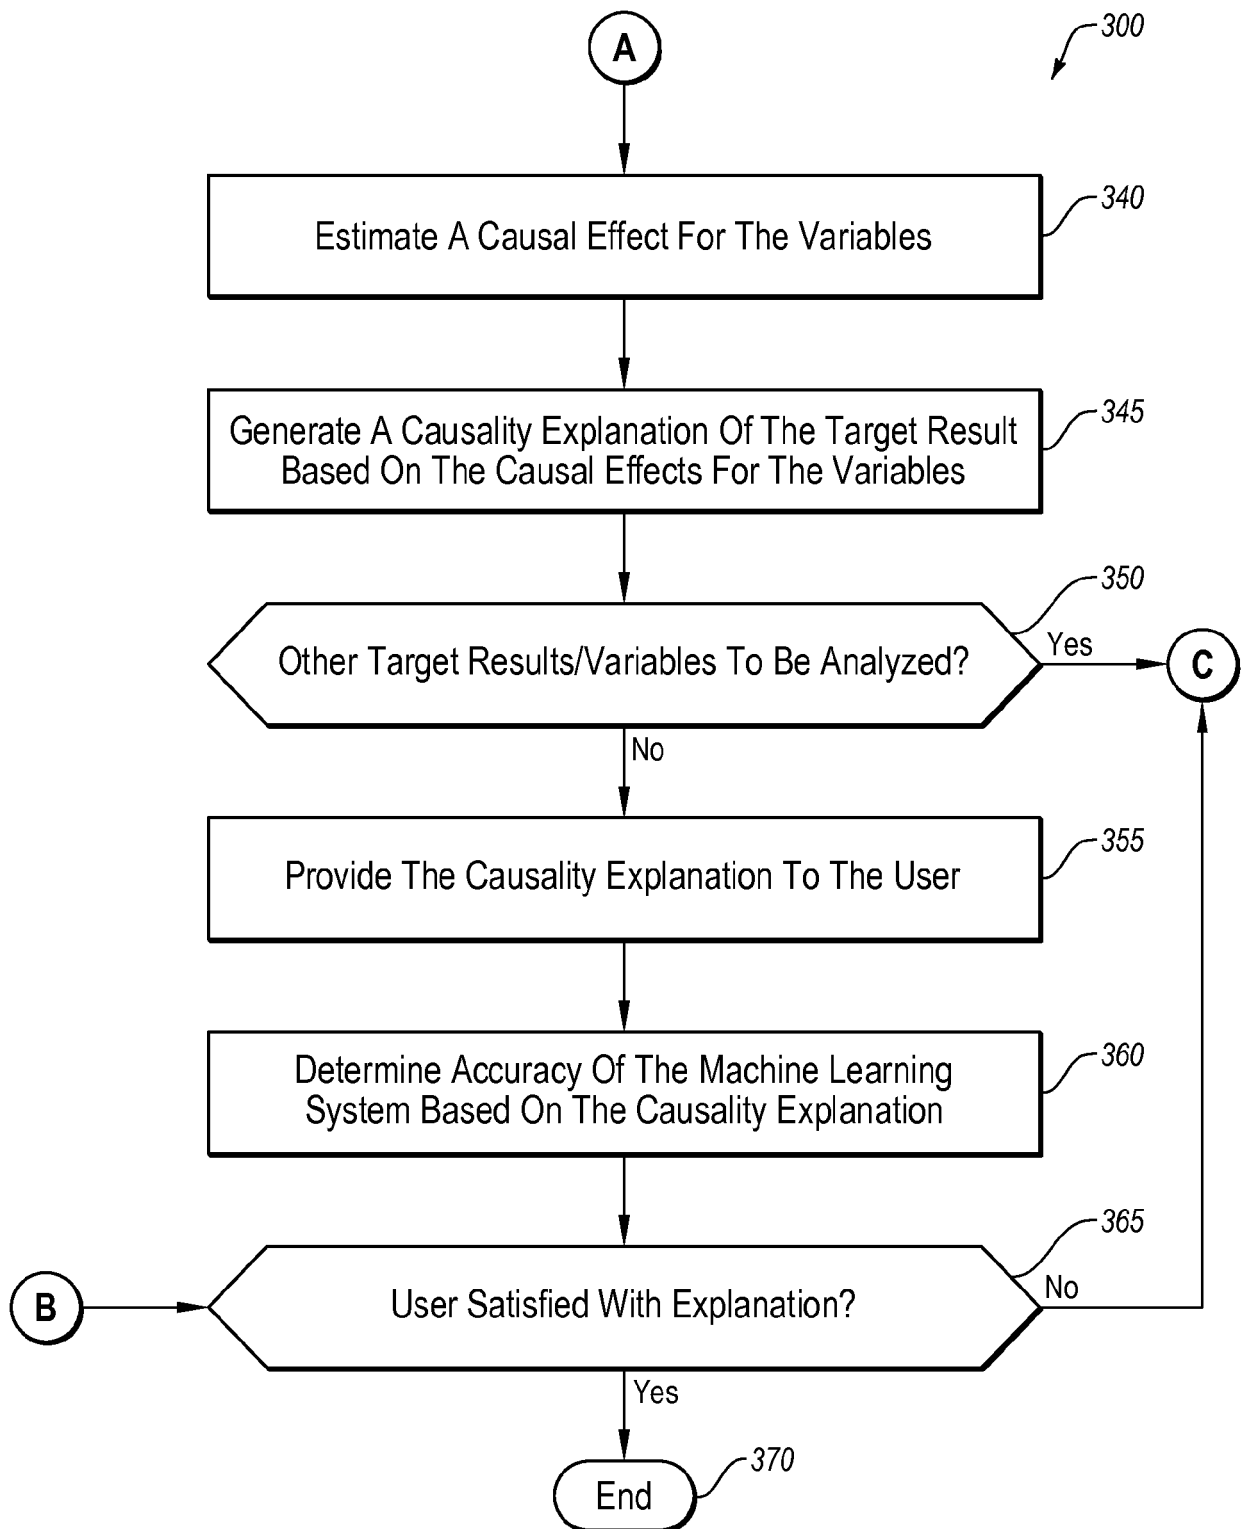 A
300
Estimate A Causal Effect For The Variables
340
Generate A Causality Explanation Of The Target Result
Based On The Causal Effects For The Variables
345
Other Target Results/Variables To Be Analyzed?
350
Yes
C
No
Provide The Causality Explanation To The User
355
Determine Accuracy Of The Machine Learning
System Based On The Causality Explanation
360
B
User Satisfied With Explanation?
365
No
Yes
End
370